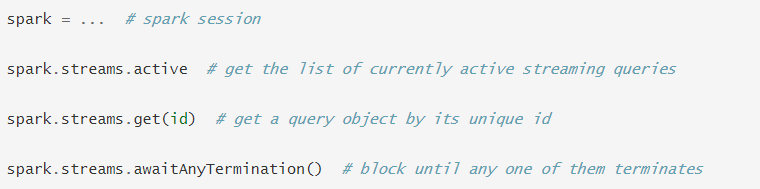 spark = ...  # spark session
spark.streams.active  # get the list of currently active streaming queries
spark.streams.get(id)  # get a query object by its unique id
spark.streams.awaitAnyTermination()  # block until any one of them terminates